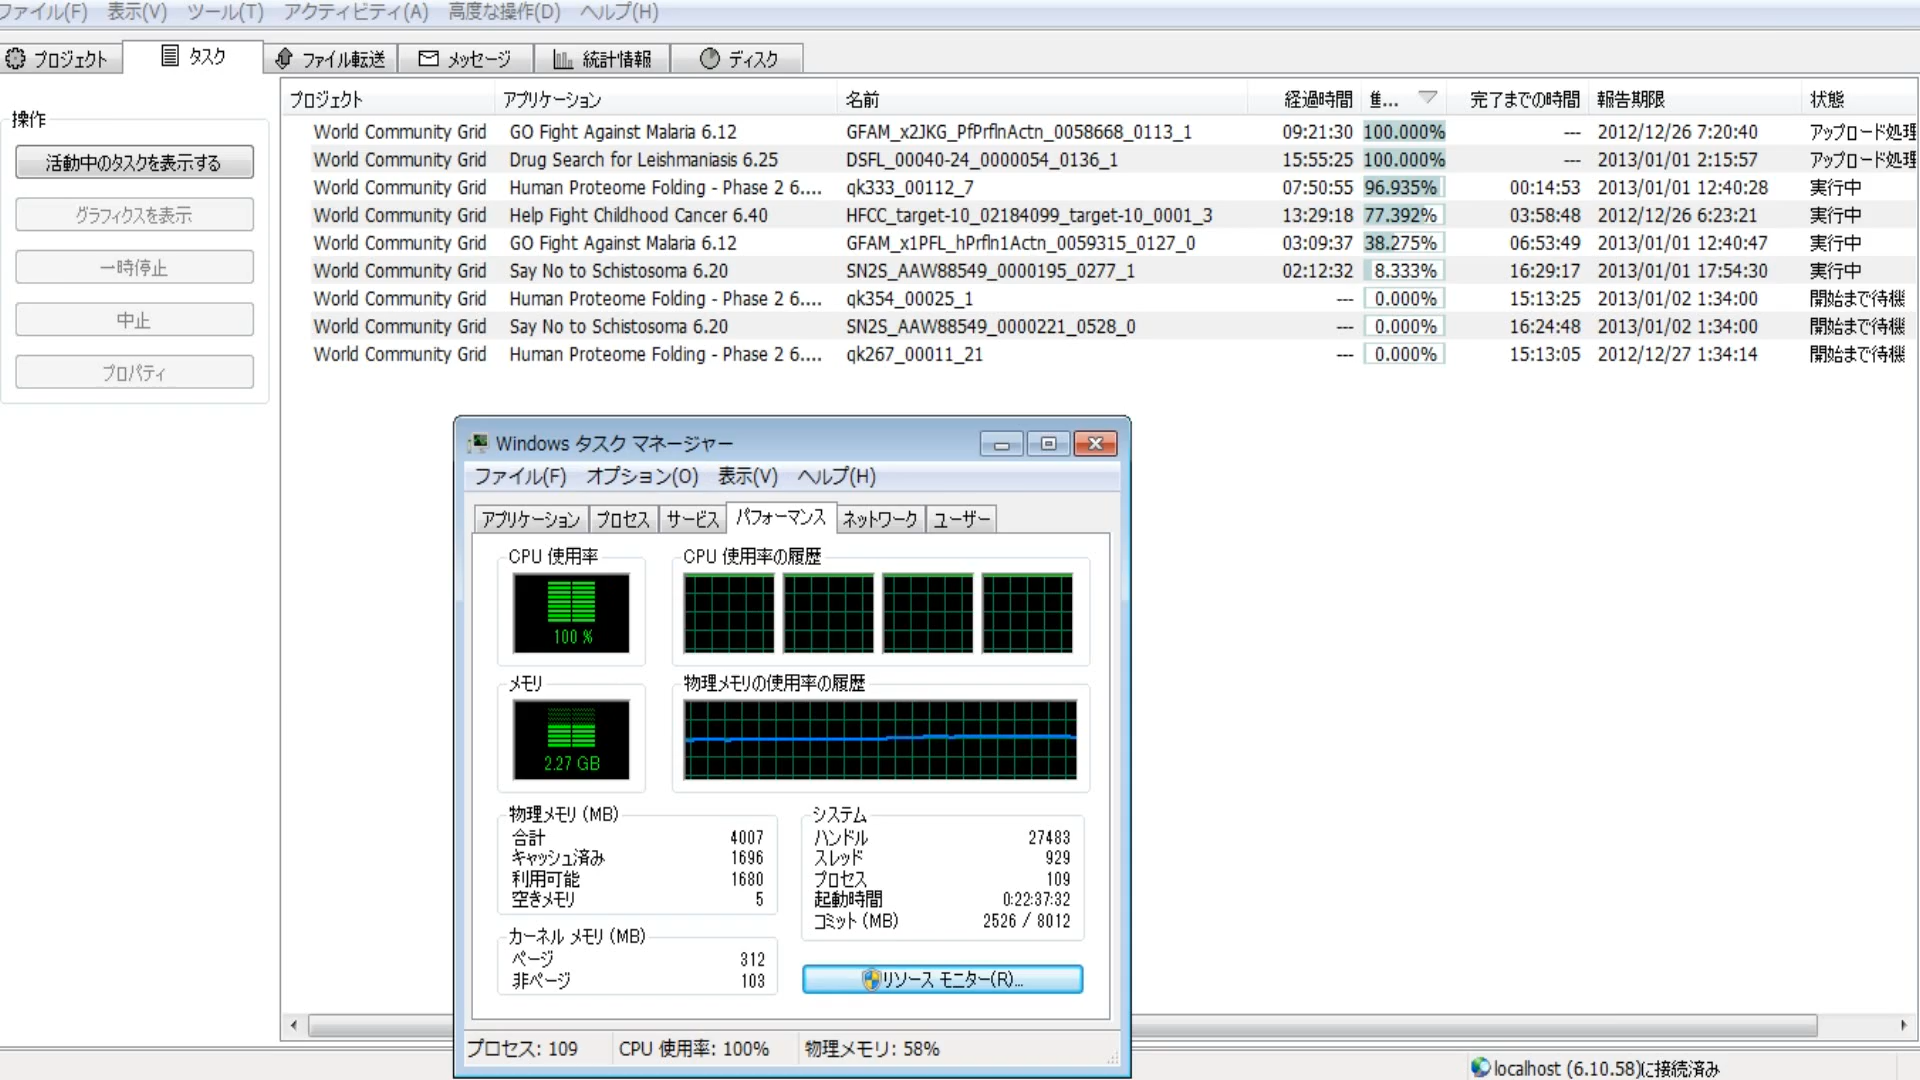 ファイル(F) 表示(V) ツール(T) アクティビティ(A) 高度な操作(D) ヘルプ(H)
プロジェクト タスク ファイル転送 メッセージ 統計情報 ディスク
操作
活動中のタスクを表示する
グラフィクスを表示
一時停止
中止
プロパティ
プロジェクト アプリケーション 名前 経過時間 進... 完了までの時間 報告期限 状態
World Community Grid GO Fight Against Malaria 6.12 GFAM_x2JKG_PfPrflnActn_0058668_0113_1 09:21:30 100.000% --- 2012/12/26 7:20:40 アップロード処理
World Community Grid Drug Search for Leishmaniasis 6.25 DSFL_00040-24_0000054_0136_1 15:55:25 100.000% --- 2013/01/01 2:15:57 アップロード処理
World Community Grid Human Proteome Folding - Phase 2 6.... qk333_00112_7 07:50:55 96.935% 00:14:53 2013/01/01 12:40:28 実行中
World Community Grid Help Fight Childhood Cancer 6.40 HFCC_target-10_02184099_target-10_0001_3 13:29:18 77.392% 03:58:48 2012/12/26 6:23:21 実行中
World Community Grid GO Fight Against Malaria 6.12 GFAM_x1PFL_hPrfln1Actn_0059315_0127_0 03:09:37 38.275% 06:53:49 2013/01/01 12:40:47 実行中
World Community Grid Say No to Schistosoma 6.20 SN2S_AAW88549_0000195_0277_1 02:12:32 8.333% 16:29:17 2013/01/01 17:54:30 実行中
World Community Grid Human Proteome Folding - Phase 2 6.... qk354_00025_1 --- 0.000% 15:13:25 2013/01/02 1:34:00 開始まで待機
World Community Grid Say No to Schistosoma 6.20 SN2S_AAW88549_0000221_0528_0 --- 0.000% 16:24:48 2013/01/02 1:34:00 開始まで待機
World Community Grid Human Proteome Folding - Phase 2 6.... qk267_00011_21 --- 0.000% 15:13:05 2012/12/27 1:34:14 開始まで待機
Windows タスク マネージャー
ファイル(F) オプション(O) 表示(V) ヘルプ(H)
アプリケーション プロセス サービス パフォーマンス ネットワーク ユーザー
CPU 使用率 CPU 使用率の履歴
100 %
メモリ 物理メモリの使用率の履歴
2.27 GB
物理メモリ (MB)
合計 4007
キャッシュ済み 1696
利用可能 1680
空きメモリ 5
カーネル メモリ (MB)
ページ 312
非ページ 103
システム
ハンドル 27483
スレッド 929
プロセス 109
起動時間 0:22:37:32
コミット (MB) 2526 / 8012
リソース モニター(R)...
プロセス: 109 CPU 使用率: 100% 物理メモリ: 58%
localhost (6.10.58)に接続済み